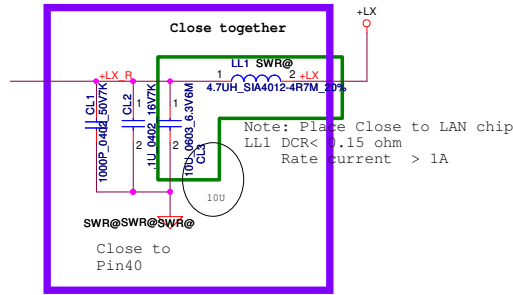 +LX
Close together
LL1 SWR@
+LX_R
1 2 +LX
4.7UH_SIA4012-4R7M_20%
CL1
1000P_0402_50V7K
CL2
1
2
.1U_0402_16V7K
1
2
10U_0603_6.3V6M
CL3
Note: Place Close to LAN chip
LL1 DCR< 0.15 ohm
Rate current > 1A
10U
SWR@SWR@SWR@
Close to
Pin40